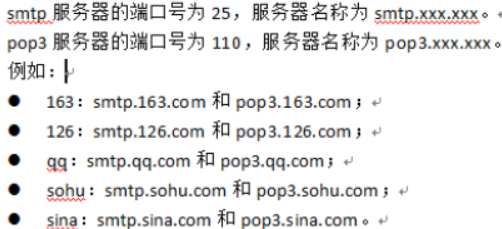 smtp 服务器的端口号为 25，服务器名称为 smtp.xxx.xxx。
pop3 服务器的端口号为 110，服务器名称为 pop3.xxx.xxx。
例如：
● 163：smtp.163.com 和 pop3.163.com；
● 126：smtp.126.com 和 pop3.126.com；
● qq：smtp.qq.com 和 pop3.qq.com；
● sohu：smtp.sohu.com 和 pop3.sohu.com；
● sina：smtp.sina.com 和 pop3.sina.com。